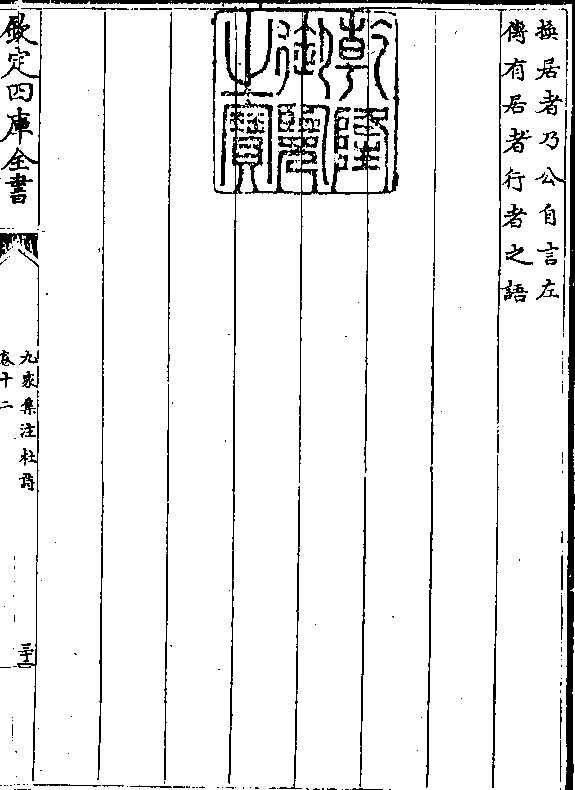 換居者乃公自言左
傳有居者行者之語
乾隆御覽之寶
欽定四庫全書
九家集注杜詩
卷十二
三十二